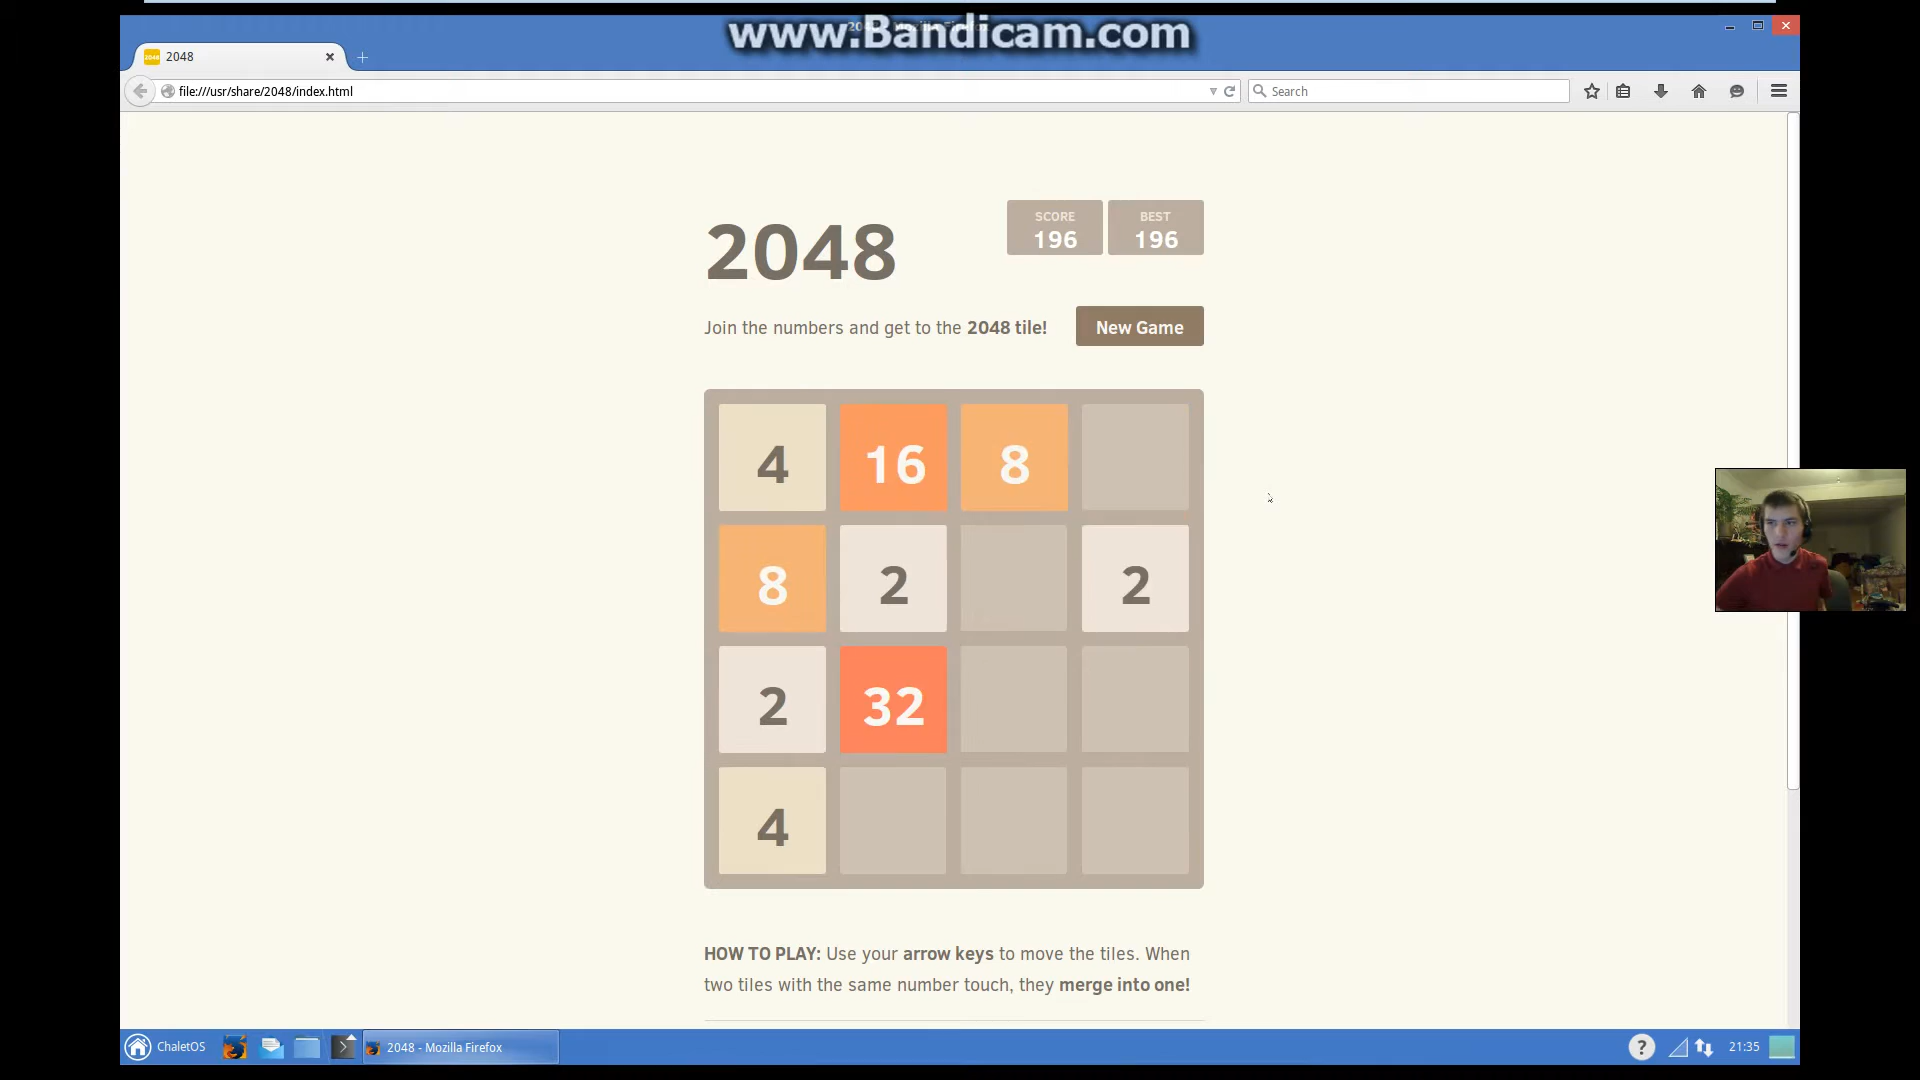 www.Bandicam.com
2048
file:///usr/share/2048/index.html
Search
2048
SCORE
196
BEST
196
Join the numbers and get to the 2048 tile!
New Game
4 16 8
8 2 2
2 32
4
HOW TO PLAY: Use your arrow keys to move the tiles. When
two tiles with the same number touch, they merge into one!
ChaletOS
2048 - Mozilla Firefox
?
21:35